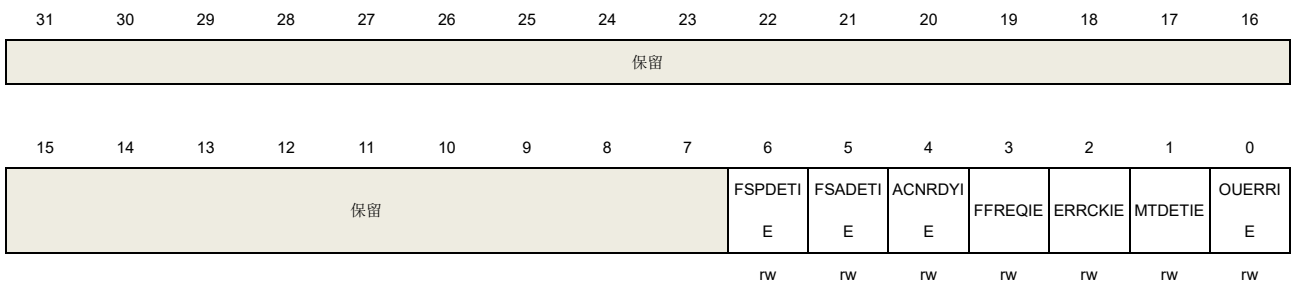 31 30 29 28 27 26 25 24 23 22 21 20 19 18 17 16
保留
15 14 13 12 11 10 9 8 7 6 5 4 3 2 1 0
保留 FSPDETI E FSADETI E ACNRDYI E FFREQIE ERRCKIE MTDETIE OUERRI E
rw rw rw rw rw rw rw